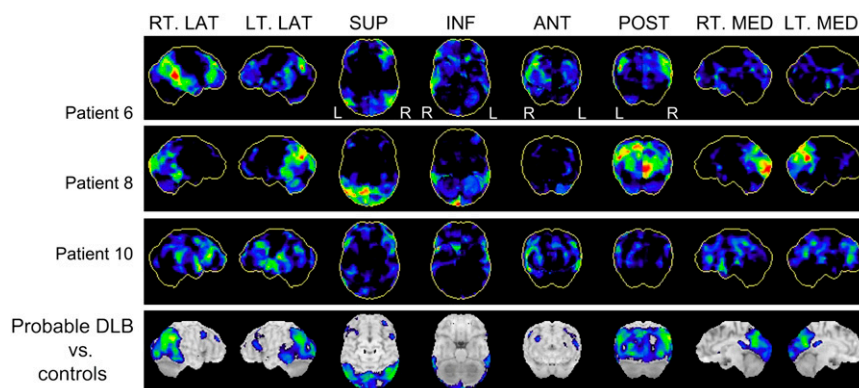 RT. LAT LT. LAT SUP INF ANT POST RT. MED LT. MED
Patient 6
L R R L R L L R
Patient 8
Patient 10
Probable DLB
vs.
controls